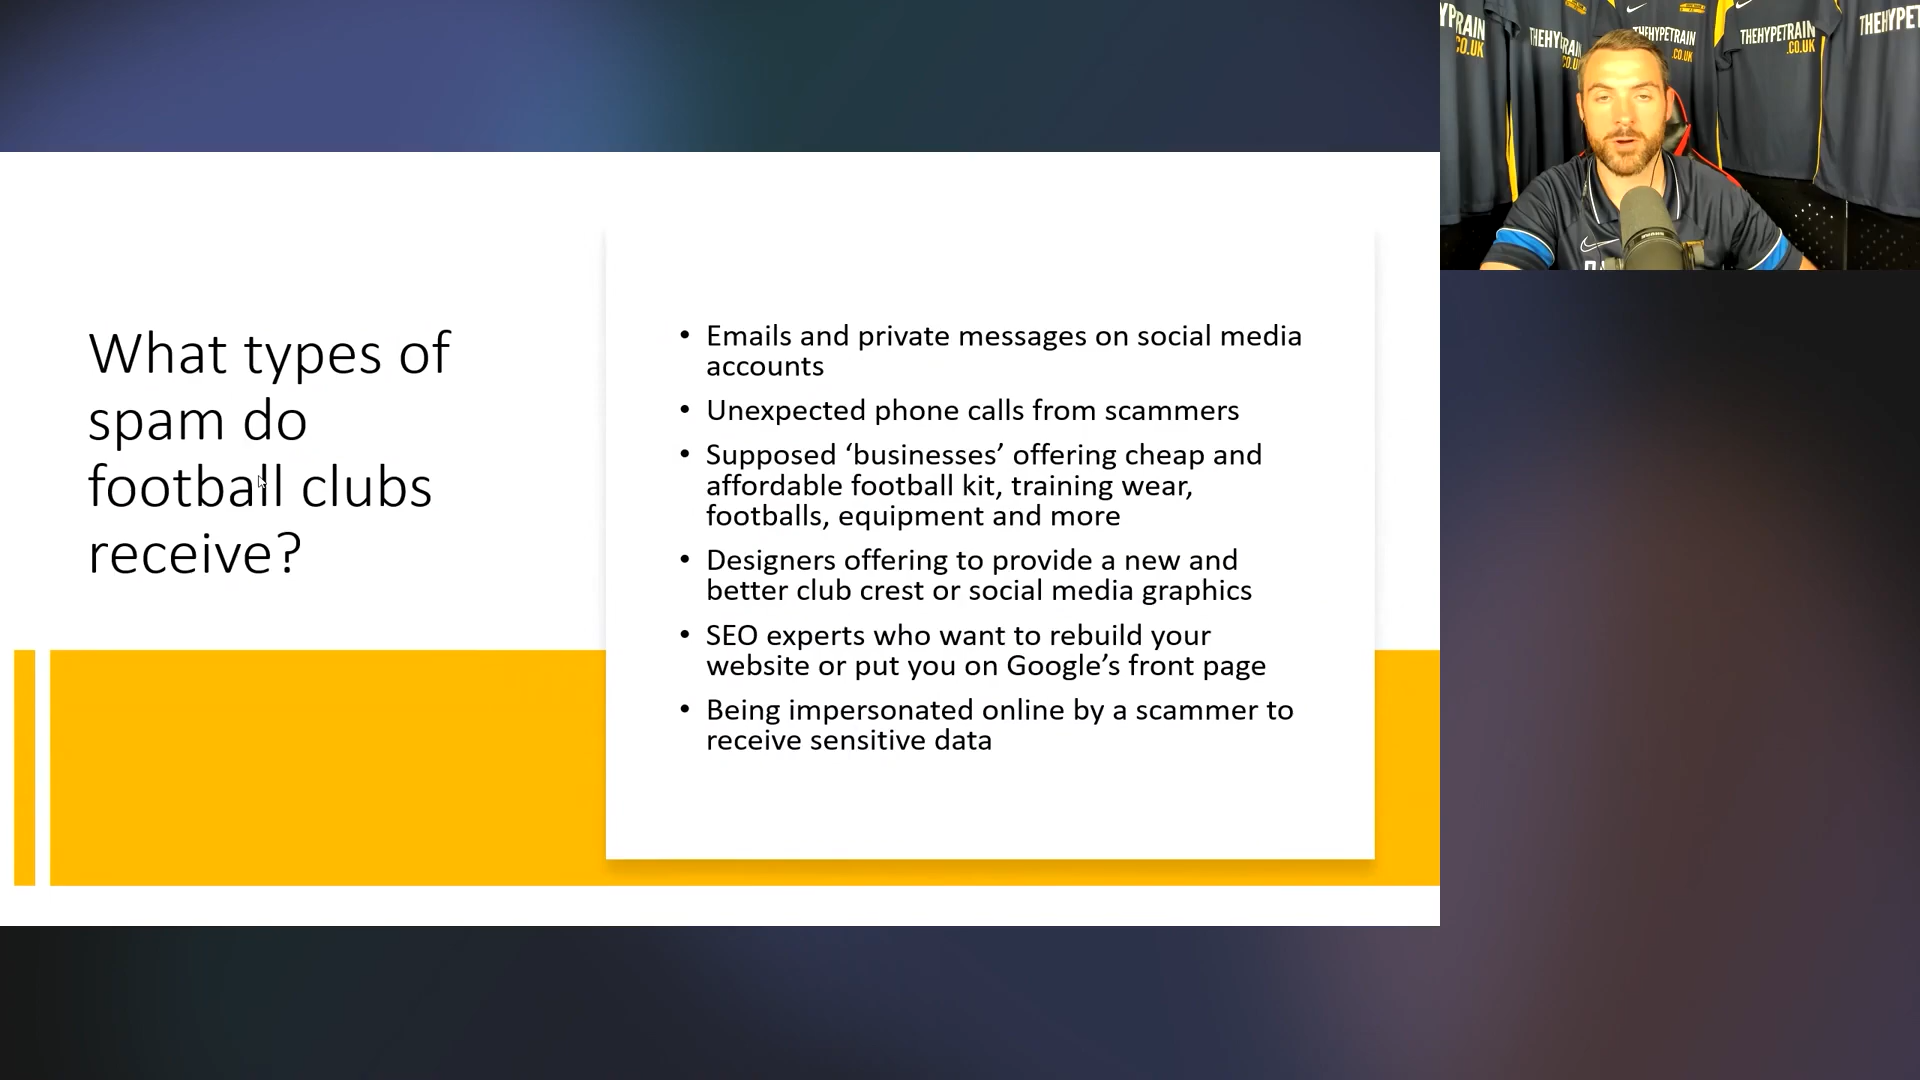 What types of
spam do
football clubs
receive?
• Emails and private messages on social media
accounts
• Unexpected phone calls from scammers
• Supposed ‘businesses’ offering cheap and
affordable football kit, training wear,
footballs, equipment and more
• Designers offering to provide a new and
better club crest or social media graphics
• SEO experts who want to rebuild your
website or put you on Google’s front page
• Being impersonated online by a scammer to
receive sensitive data
THEHYPETRAIN
.CO.UK
THEHYPETRAIN
.CO.UK